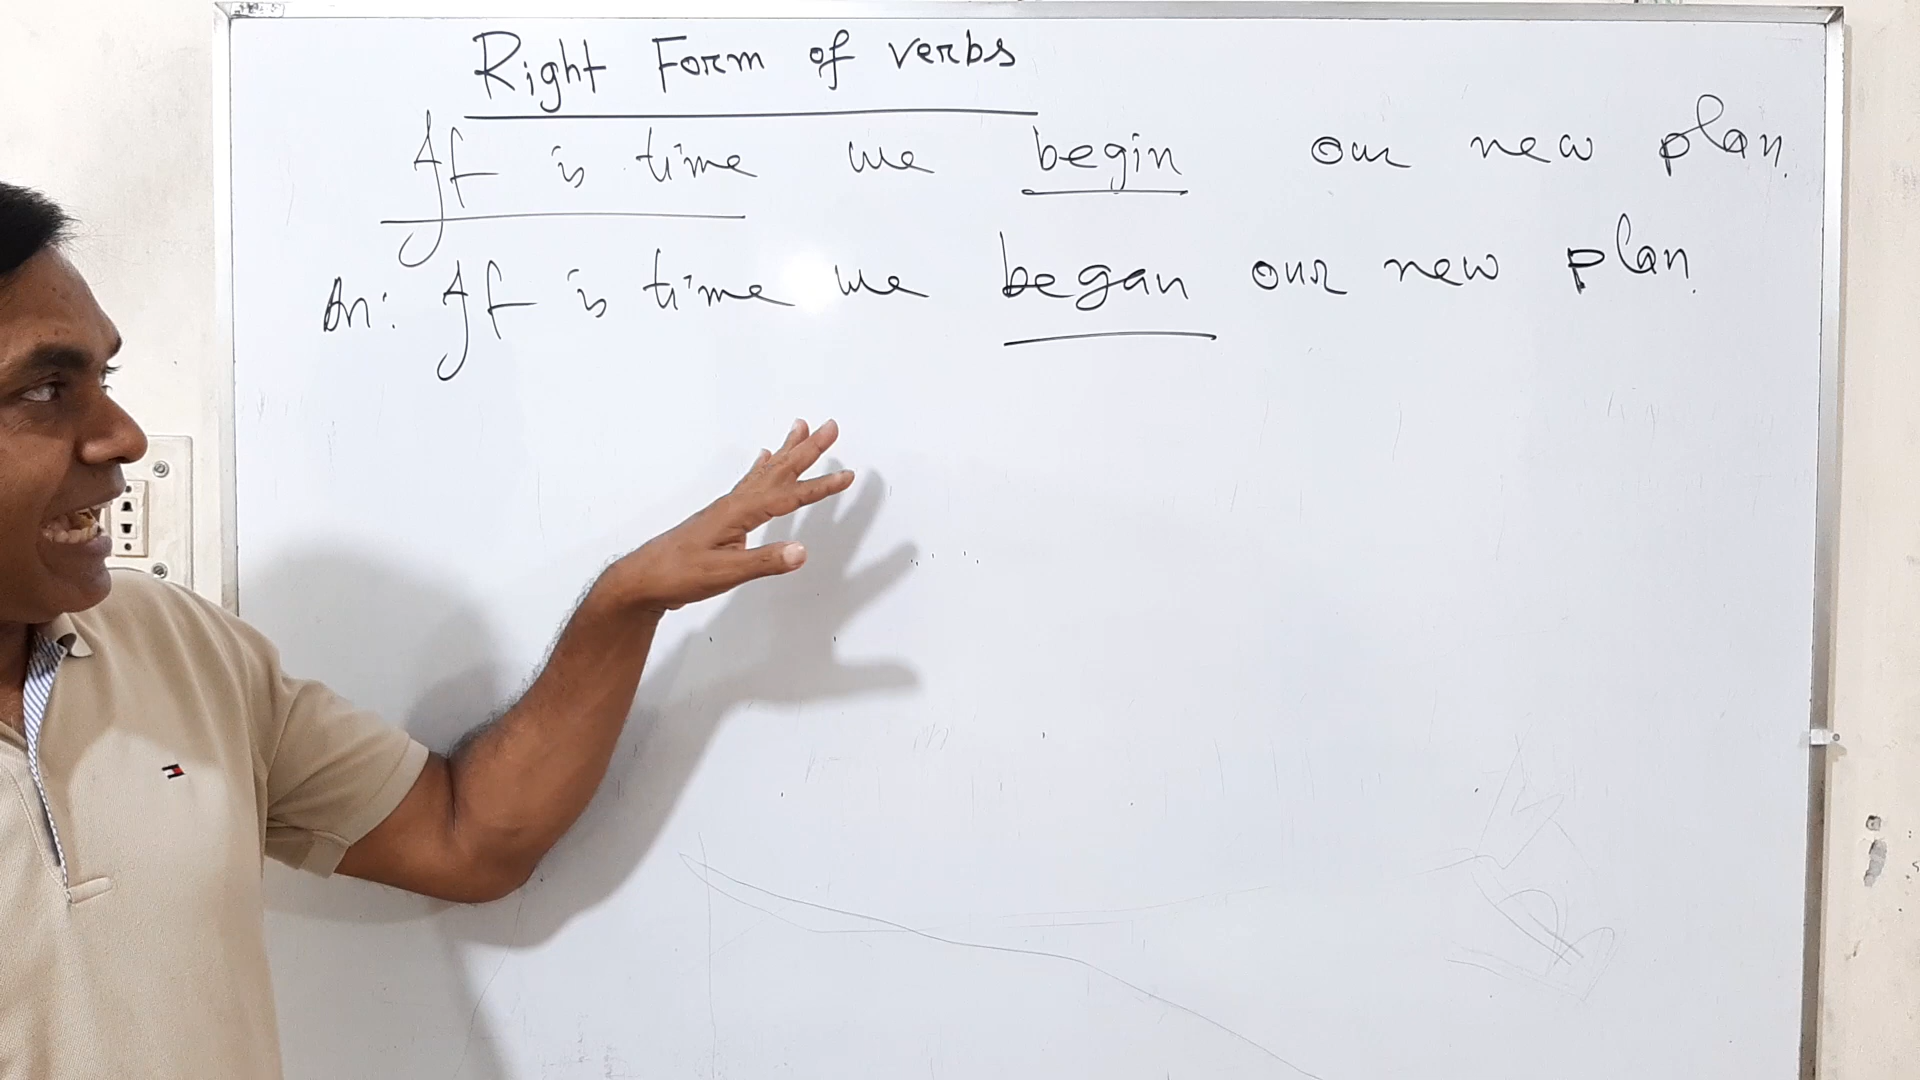 Right Form of verbs
It is time we begin our new plan.
An: It is time we began our new plan.